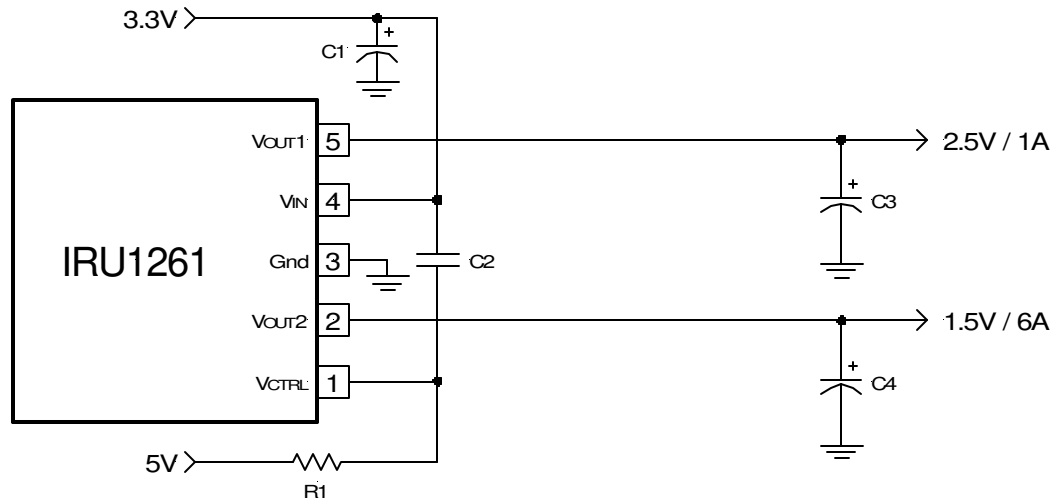 3.3V
C1
+
VOUT1
5
2.5V / 1A
VIN
4
+
C3
IRU1261
Gnd
3
C2
VOUT2
2
1.5V / 6A
VCTRL
1
+
C4
5V
R1